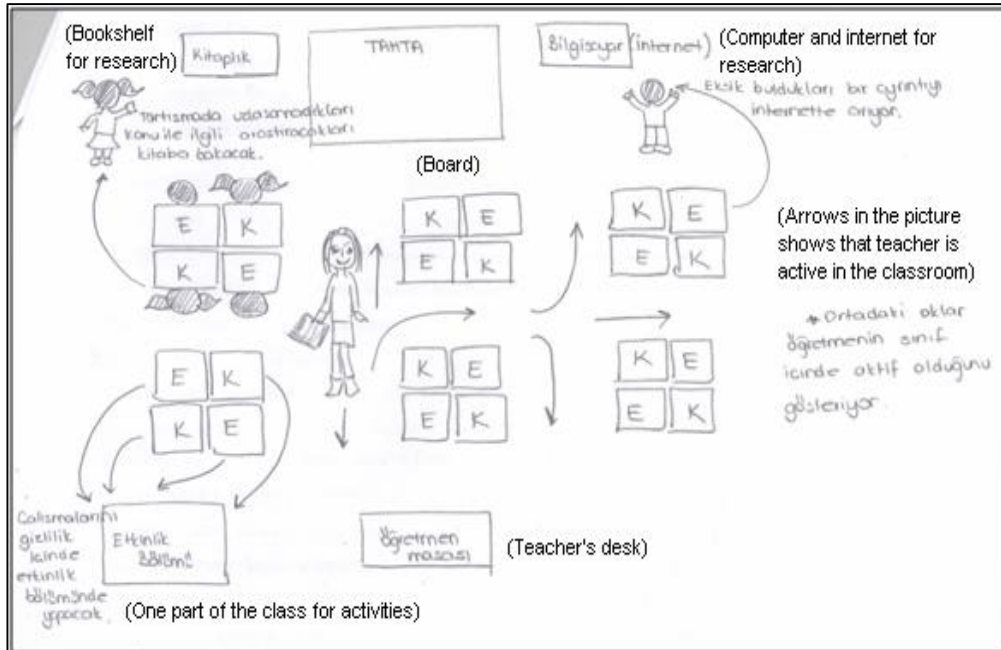 (Bookshelf
for research)
Kitaplık
TAHTA
Bilgisayar (internet)
(Computer and internet for
research)
Eksik buldukları bir ayrıntıyı
internette arıyor.
Tartışmada uzlaşamadıkları
konu ile ilgili araştıracakları
kitaba bakacak.
(Board)
E K
K E
K E
E K
K E
E K
(Arrows in the picture
shows that teacher is
active in the classroom)
* Ortadaki oklar
öğretmenin sınıf
içinde aktif olduğunu
gösteriyor.
E K
K E
K E
E K
K E
E K
Çalışmalarını
gizlilik
içinde
etkinlik
bölümünde
yapacak.
Etkinlik
Bölümü
öğretmen
masası
(Teacher's desk)
(One part of the class for activities)